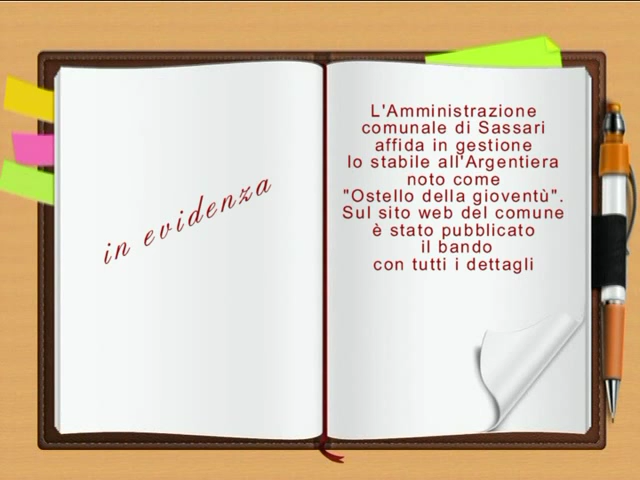 in evidenza
L'Amministrazione
comunale di Sassari
affida in gestione
lo stabile all'Argentiera
noto come
"Ostello della gioventù".
Sul sito web del comune
è stato pubblicato
il bando
con tutti i dettagli